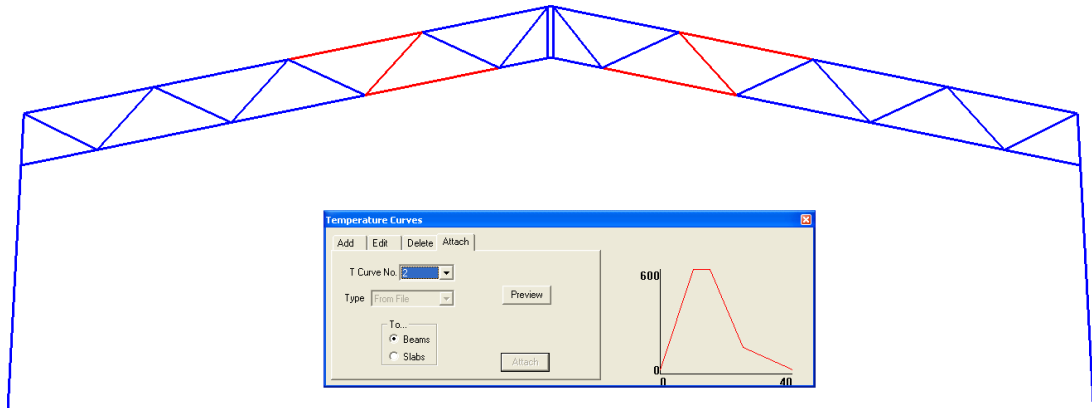 Temperature Curves
Add Edit Delete Attach
T Curve No. 2
Type From File
Preview
To...
Beams
Slabs
Attach
600
0
0 40